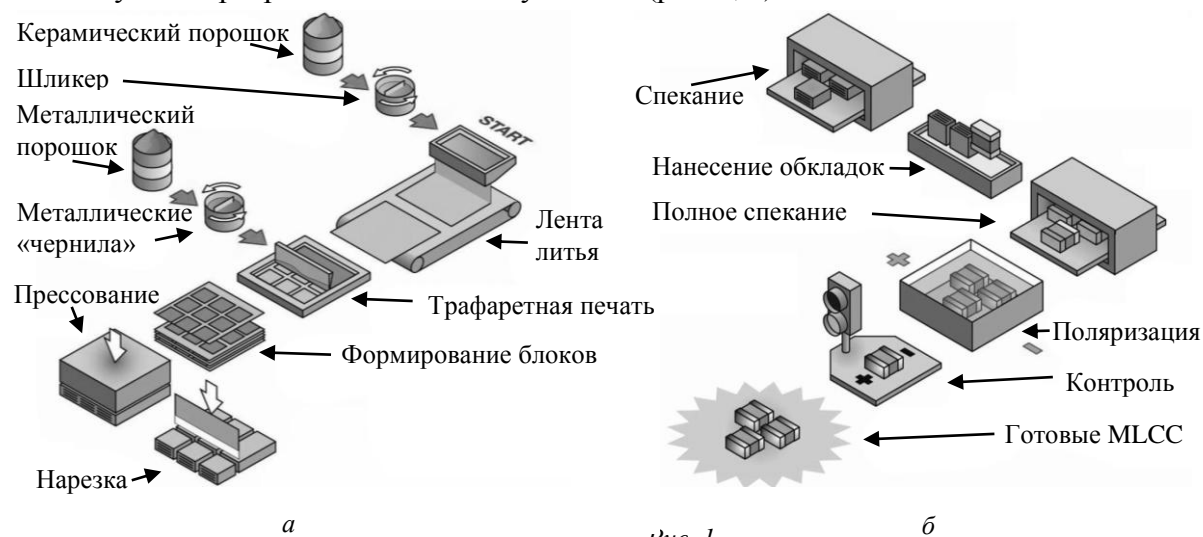 Керамический порошок
Шликер
Металлический
порошок
START
Металлические
«чернила»
Лента
литья
Прессование
Трафаретная печать
Формирование блоков
Нарезка
а
Спекание
Нанесение обкладок
Полное спекание
Поляризация
Контроль
Готовые MLCC
б